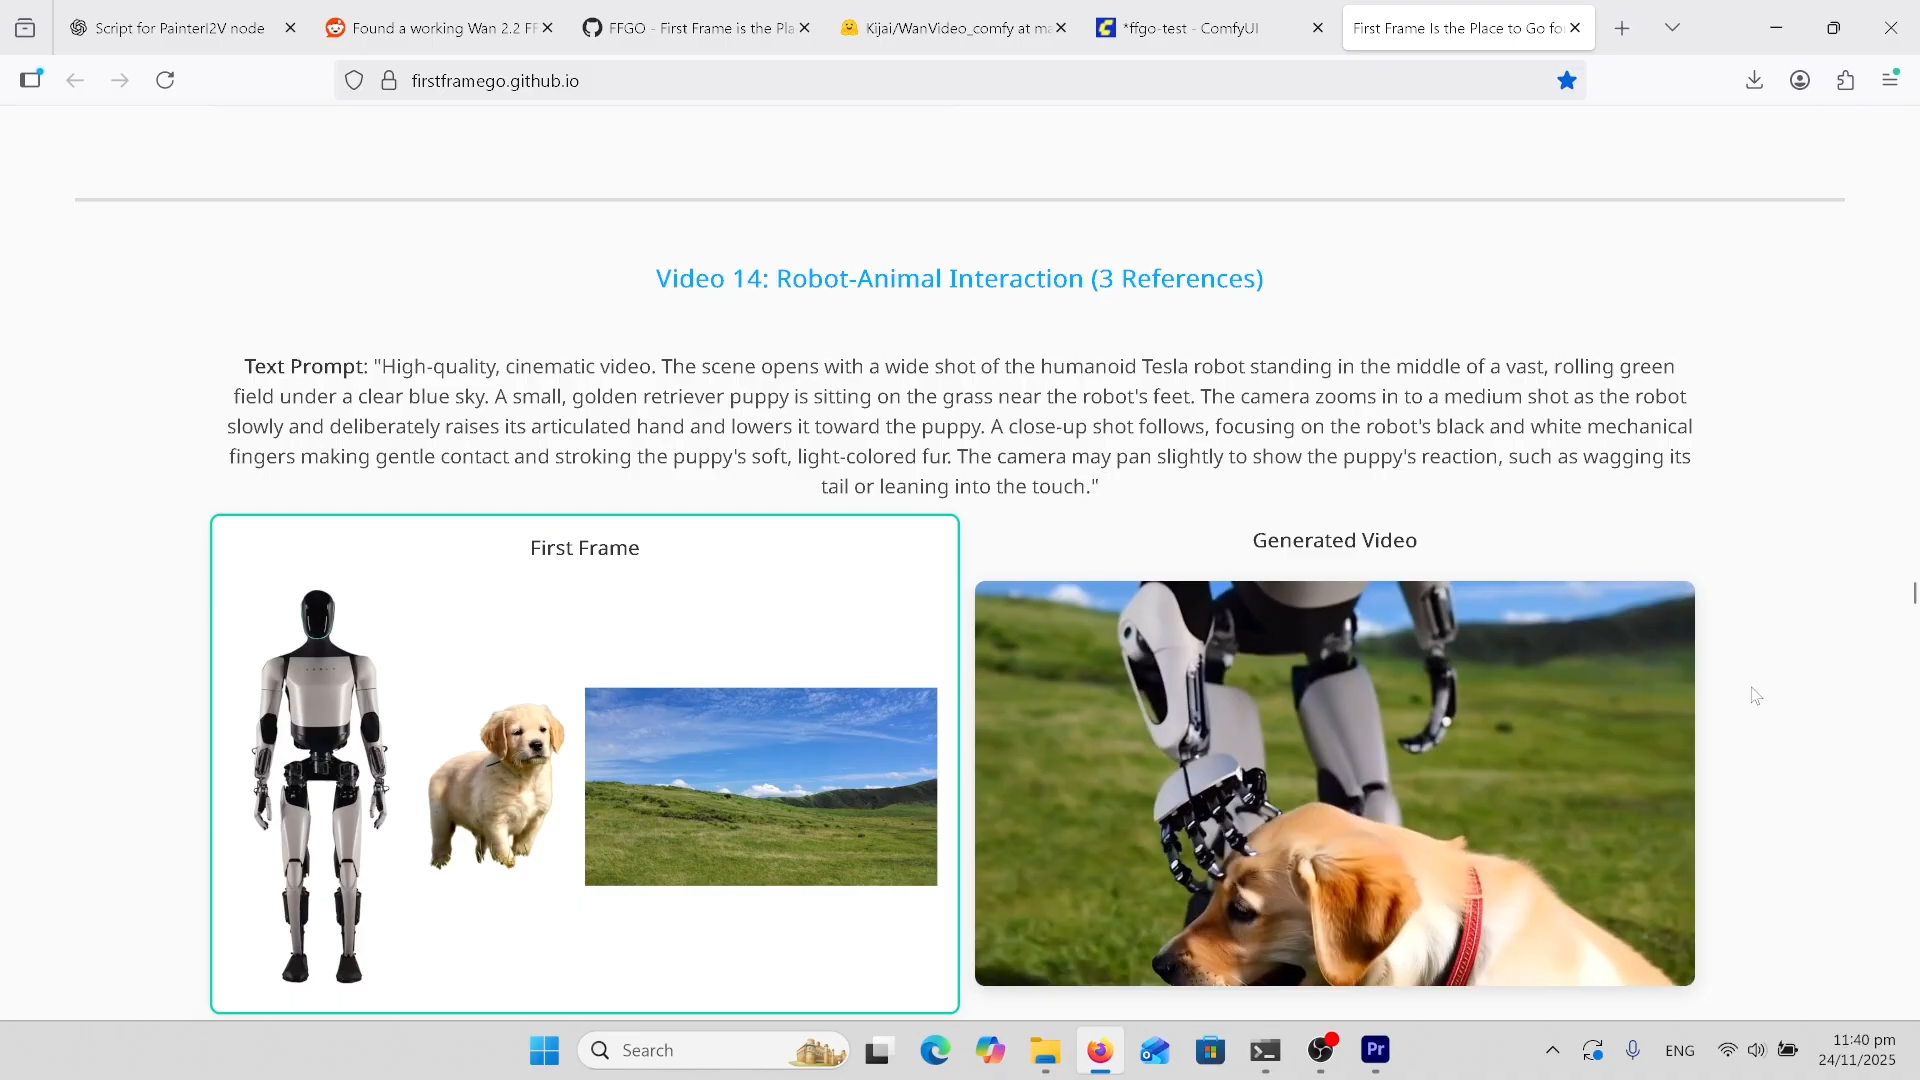 Script for PainterI2V node
Found a working Wan 2.2 FF
FFGO - First Frame is the Pla
Kijai/WanVideo_comfy at ma
*ffgo-test - ComfyUI
First Frame Is the Place to Go fo
firstframego.github.io
Video 14: Robot-Animal Interaction (3 References)
Text Prompt: "High-quality, cinematic video. The scene opens with a wide shot of the humanoid Tesla robot standing in the middle of a vast, rolling green
field under a clear blue sky. A small, golden retriever puppy is sitting on the grass near the robot's feet. The camera zooms in to a medium shot as the robot
slowly and deliberately raises its articulated hand and lowers it toward the puppy. A close-up shot follows, focusing on the robot's black and white mechanical
fingers making gentle contact and stroking the puppy's soft, light-colored fur. The camera may pan slightly to show the puppy's reaction, such as wagging its
tail or leaning into the touch."
First Frame
Generated Video
TESLA
Search
Pr
ENG
11:40 pm
24/11/2025